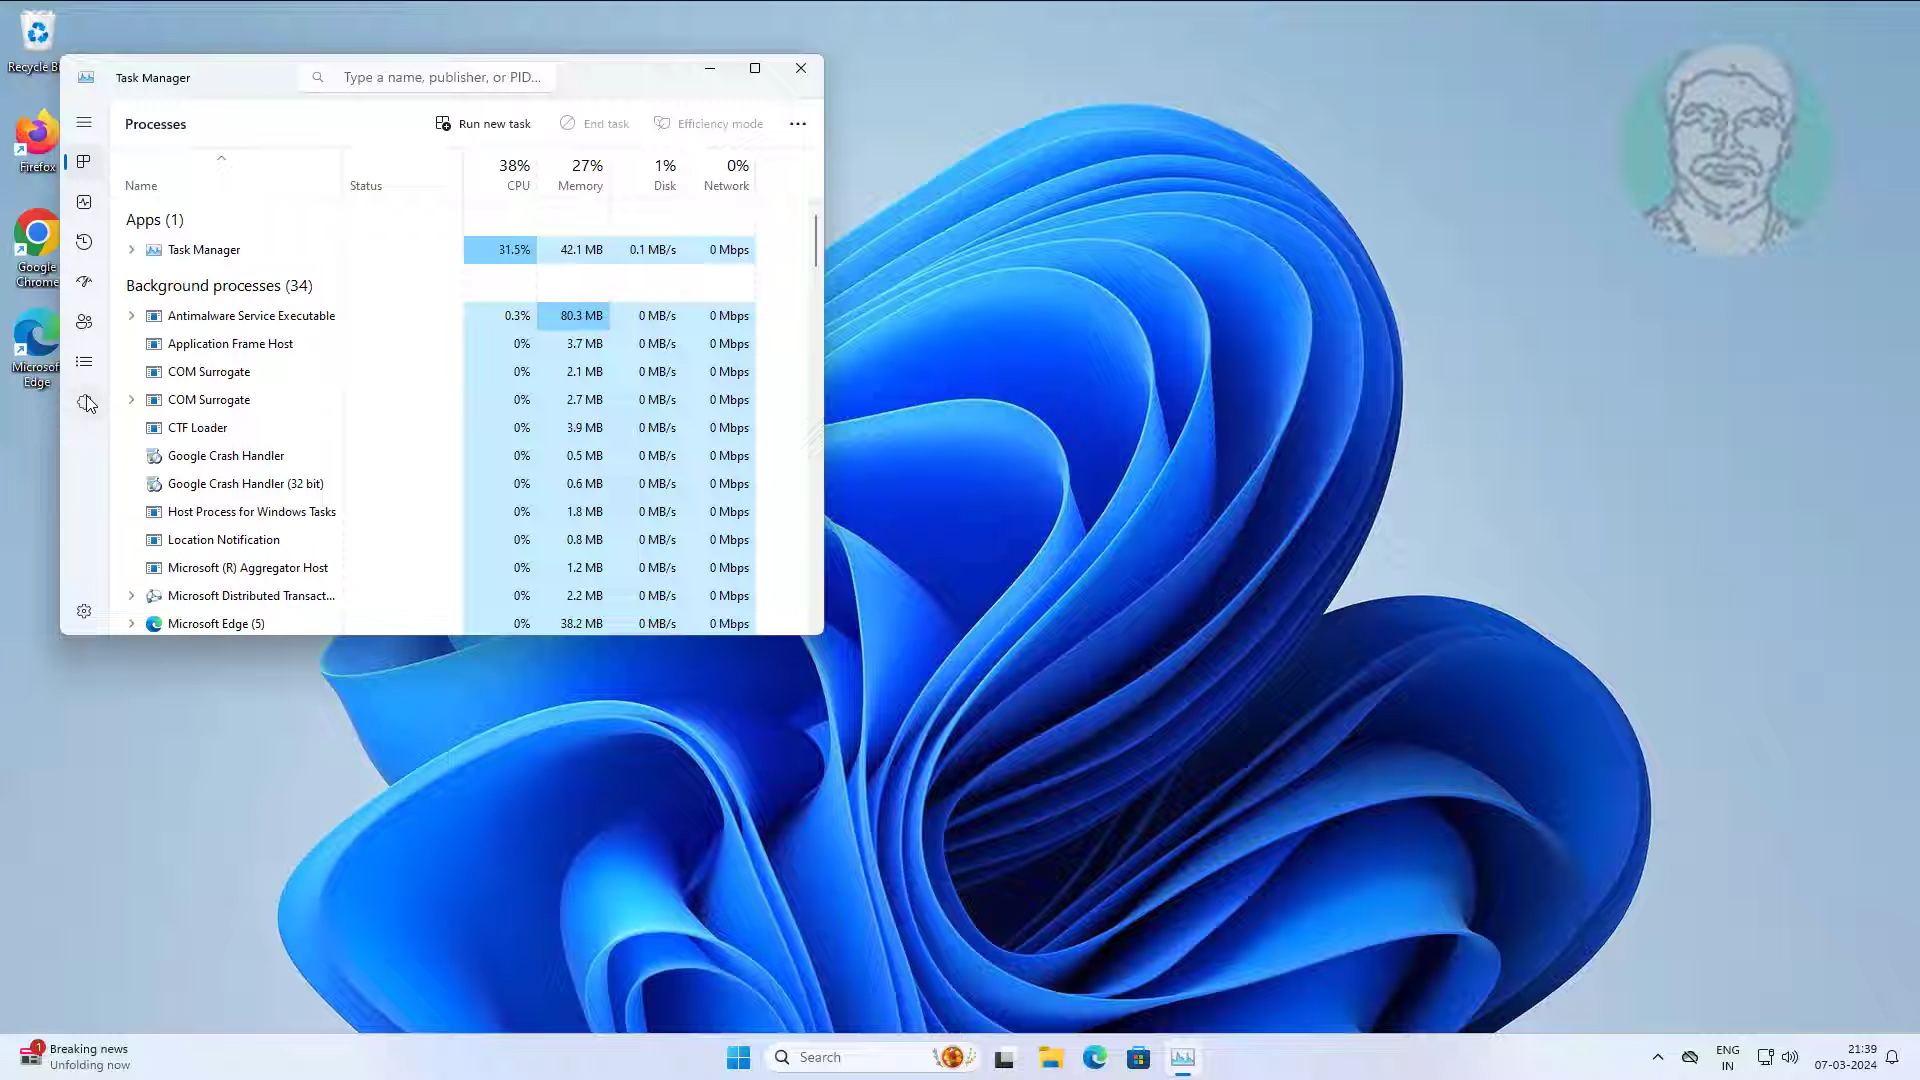 Recycle B
Firefox
Google
Chrome
Microsof
Edge
Task Manager
Type a name, publisher, or PID...
Processes
Run new task
End task
Efficiency mode
Name
Status
38%
CPU
27%
Memory
1%
Disk
0%
Network
Apps (1)
Task Manager 31.5% 42.1 MB 0.1 MB/s 0 Mbps
Background processes (34)
Antimalware Service Executable 0.3% 80.3 MB 0 MB/s 0 Mbps
Application Frame Host 0% 3.7 MB 0 MB/s 0 Mbps
COM Surrogate 0% 2.1 MB 0 MB/s 0 Mbps
COM Surrogate 0% 2.7 MB 0 MB/s 0 Mbps
CTF Loader 0% 3.9 MB 0 MB/s 0 Mbps
Google Crash Handler 0% 0.5 MB 0 MB/s 0 Mbps
Google Crash Handler (32 bit) 0% 0.6 MB 0 MB/s 0 Mbps
Host Process for Windows Tasks 0% 1.8 MB 0 MB/s 0 Mbps
Location Notification 0% 0.8 MB 0 MB/s 0 Mbps
Microsoft (R) Aggregator Host 0% 1.2 MB 0 MB/s 0 Mbps
Microsoft Distributed Transact... 0% 2.2 MB 0 MB/s 0 Mbps
Microsoft Edge (5) 0% 38.2 MB 0 MB/s 0 Mbps
1
Breaking news
Unfolding now
Search
ENG
IN
21:39
07-03-2024